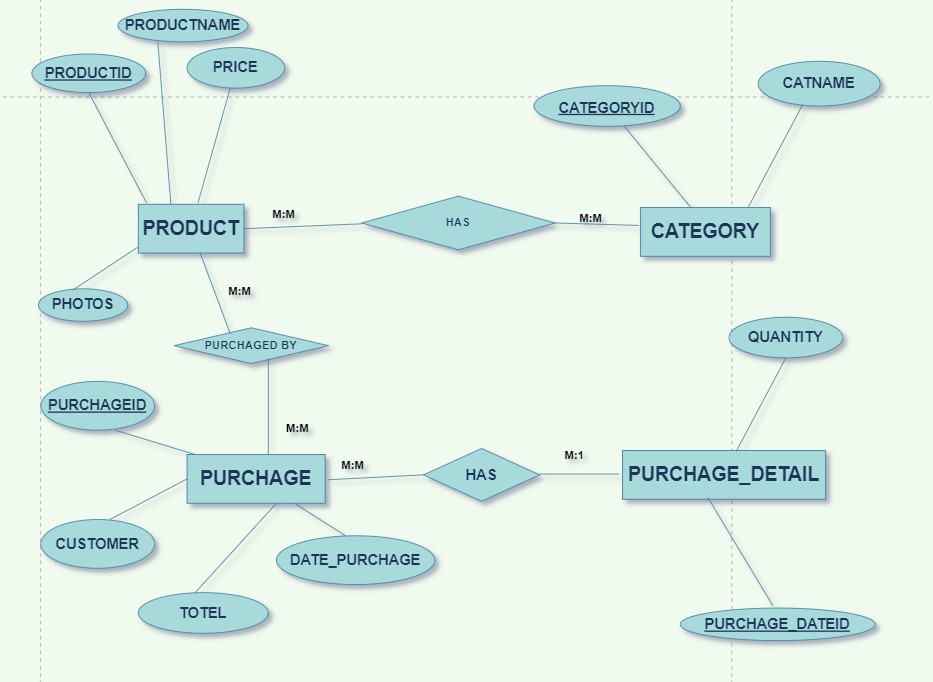 PRODUCTNAME
PRODUCTID
PRICE
CATEGORYID
CATNAME
PRODUCT
M:M
HAS
M:M
CATEGORY
PHOTOS
M:M
PURCHAGED BY
QUANTITY
PURCHAGEID
M:M
PURCHAGE
M:M
HAS
M:1
PURCHAGE_DETAIL
CUSTOMER
DATE_PURCHAGE
TOTEL
PURCHAGE_DATEID